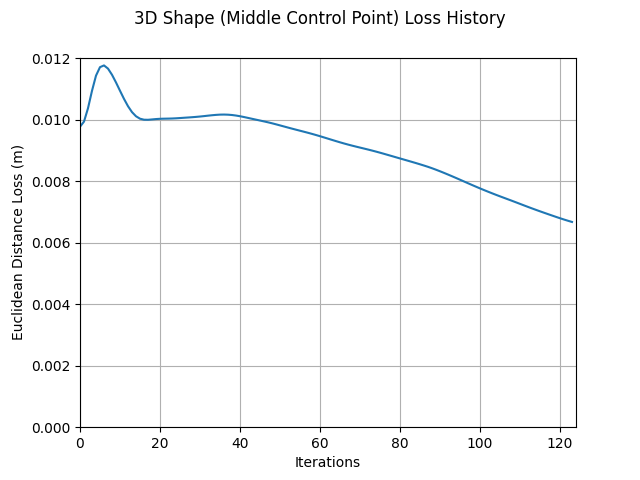 3D Shape (Middle Control Point) Loss History
0.012
0.010
0.008
0.006
0.004
0.002
0.000
Euclidean Distance Loss (m)
0 20 40 60 80 100 120
Iterations